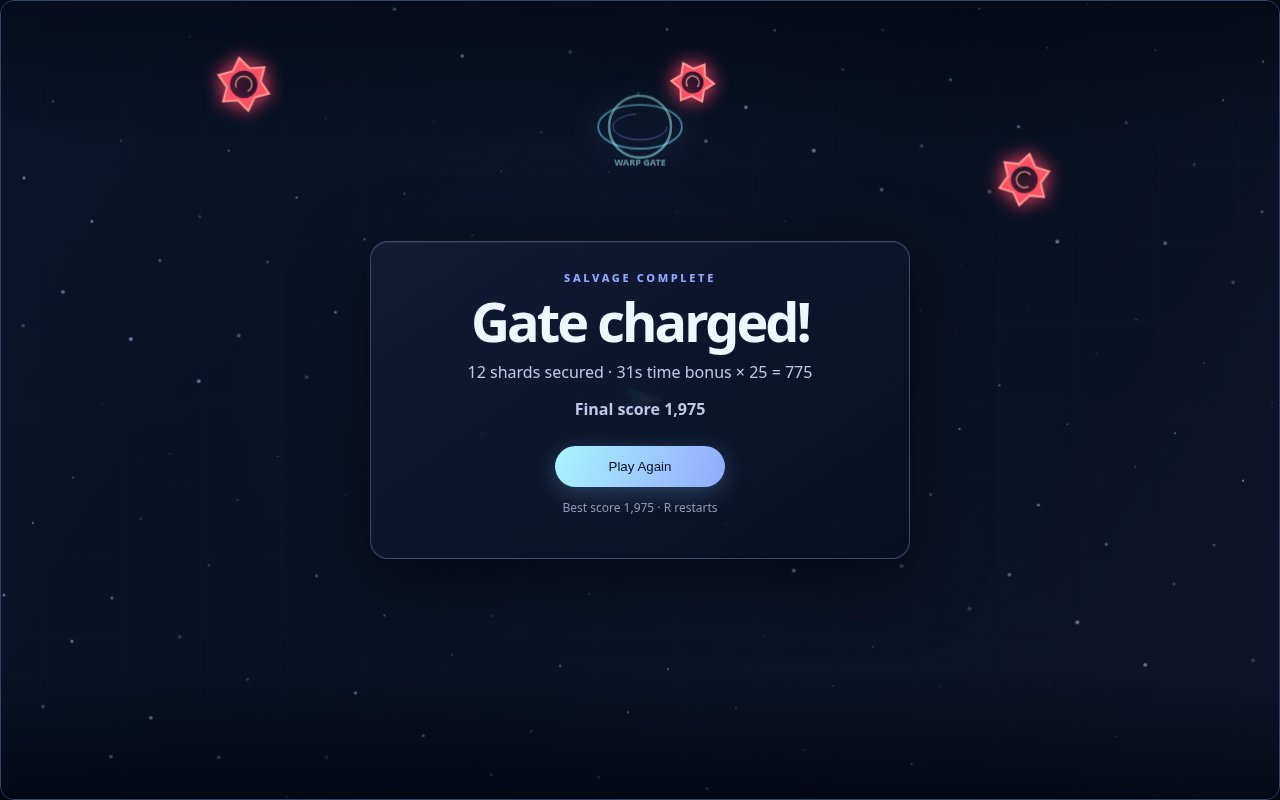 WARP GATE
SALVAGE COMPLETE
Gate charged!
12 shards secured · 31s time bonus × 25 = 775
Final score 1,975
Play Again
Best score 1,975 · R restarts